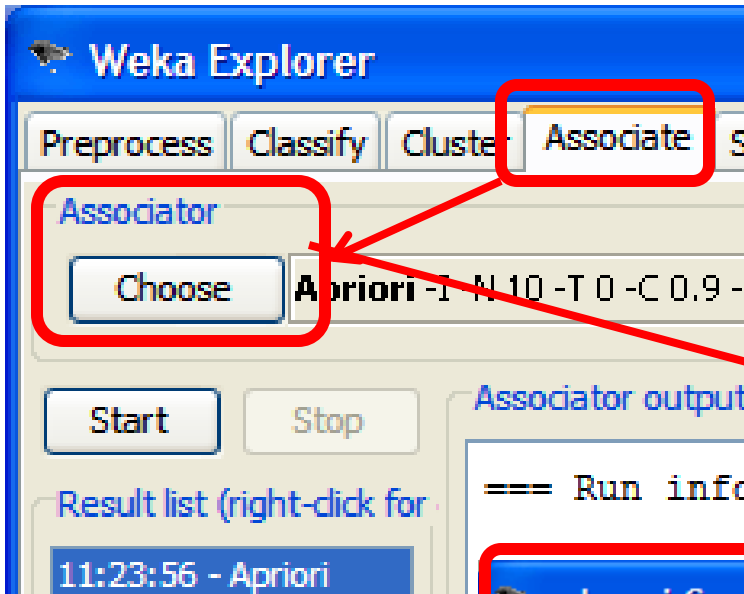 Weka Explorer
Preprocess Classify Cluster Associate S
Associator
Choose Apriori -I -N 10 -T 0 -C 0.9 -
Start Stop Associator output
=== Run info
Result list (right-click for
11:23:56 - Apriori